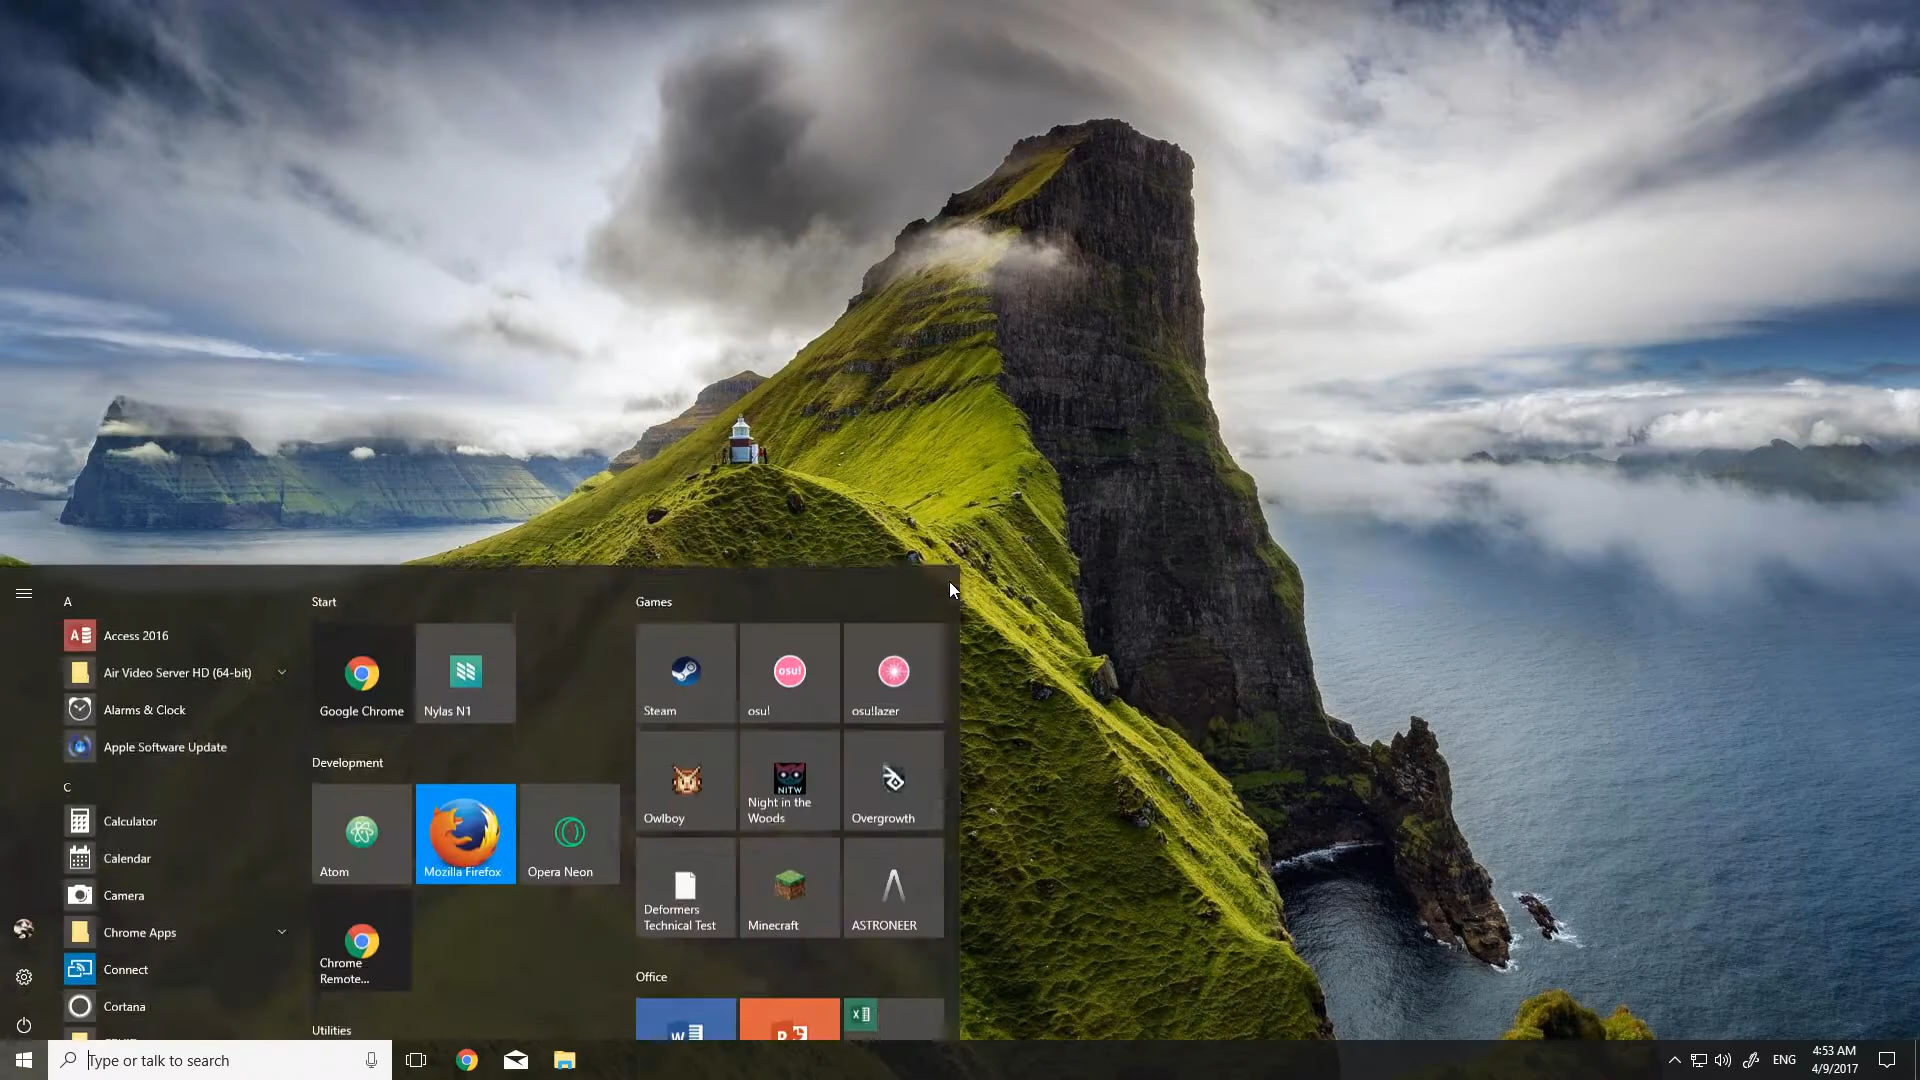 A
Access 2016
Air Video Server HD (64-bit)
Alarms & Clock
Apple Software Update
C
Calculator
Calendar
Camera
Chrome Apps
Connect
Cortana
Start
Google Chrome
Nylas N1
Development
Atom
Mozilla Firefox
Opera Neon
Chrome
Remote...
Utilities
Games
Steam
osu!
osu!
osu!lazer
Owlboy
NITW
Night in the
Woods
Overgrowth
Deformers
Technical Test
Minecraft
ASTRONEER
Office
Type or talk to search
ENG
4:53 AM
4/9/2017